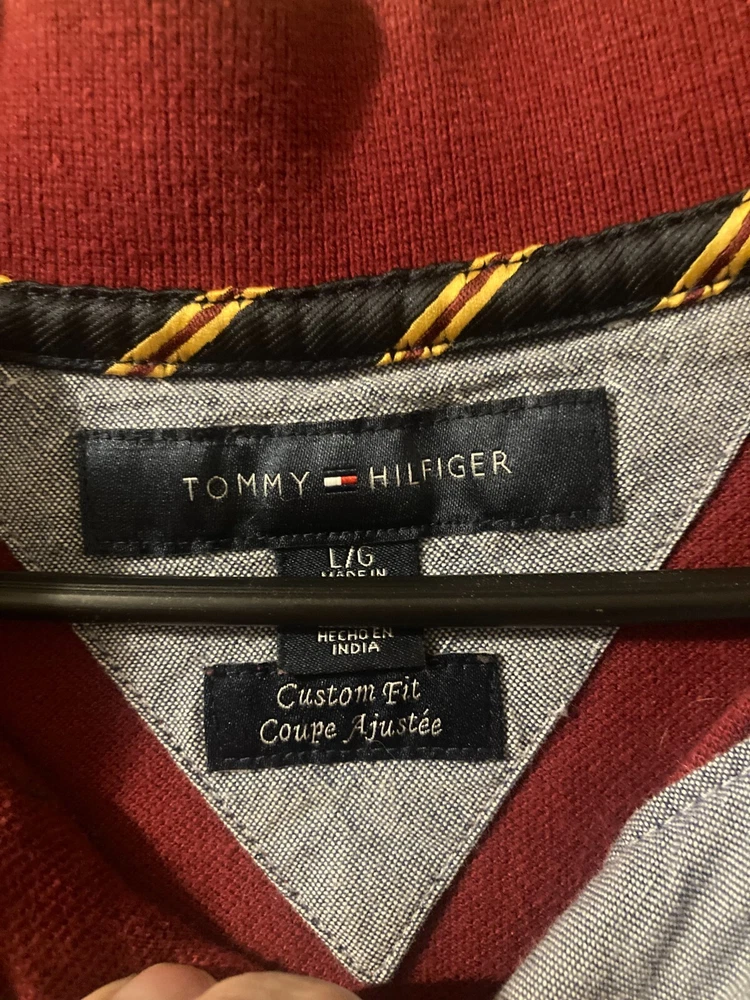 TOMMY HILFIGER
L/G
MADE IN
HECHO EN
INDIA
Custom Fit
Coupe Ajustée